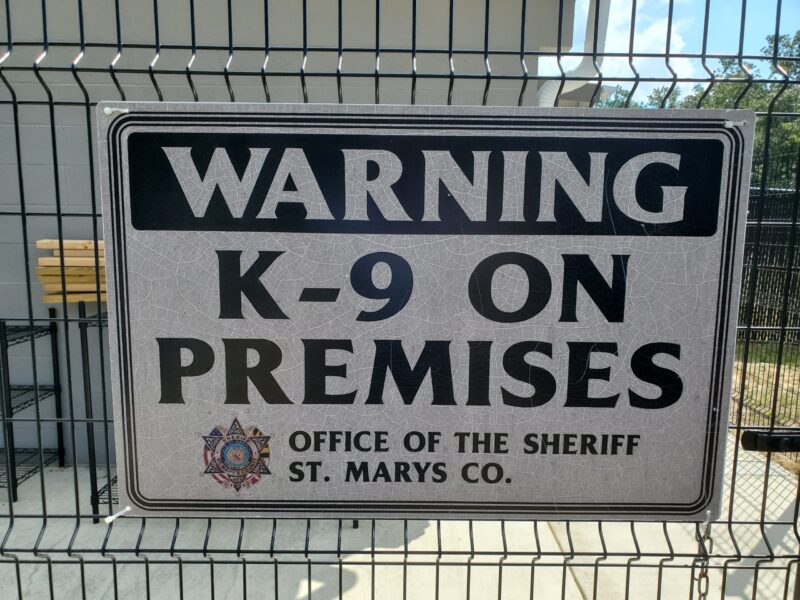 WARNING
K-9 ON
PREMISES
OFFICE OF THE SHERIFF
ST. MARYS CO.